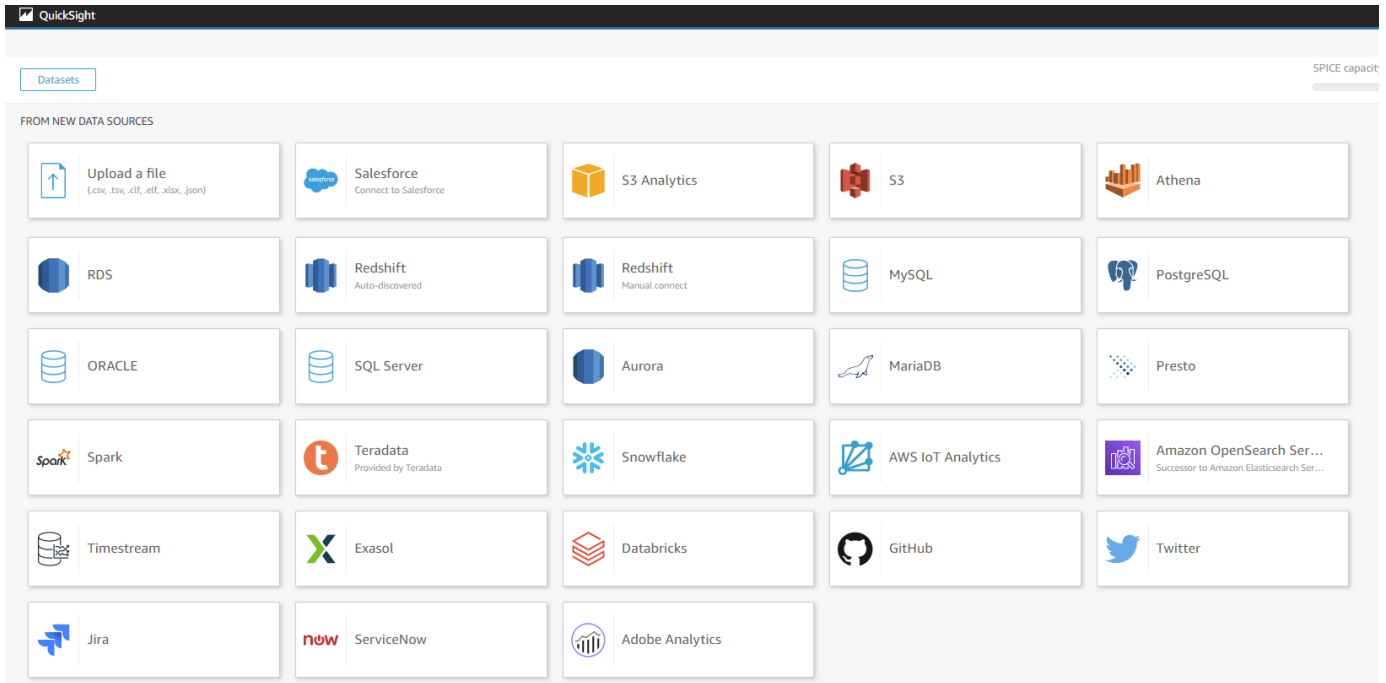 QuickSight
Datasets
SPICE capacity
FROM NEW DATA SOURCES
Upload a file
(.csv, .tsv, .clf, .elf, .xlsx, .json)
salesforce
Salesforce
Connect to Salesforce
S3 Analytics
S3
Athena
RDS
Redshift
Auto-discovered
Redshift
Manual connect
MySQL
PostgreSQL
ORACLE
SQL Server
Aurora
MariaDB
Presto
Spark
Spark
t
Teradata
Provided by Teradata
Snowflake
AWS IoT Analytics
Amazon OpenSearch Ser...
Successor to Amazon Elasticsearch Ser...
Timestream
Exasol
Databricks
GitHub
Twitter
Jira
now
ServiceNow
Adobe Analytics